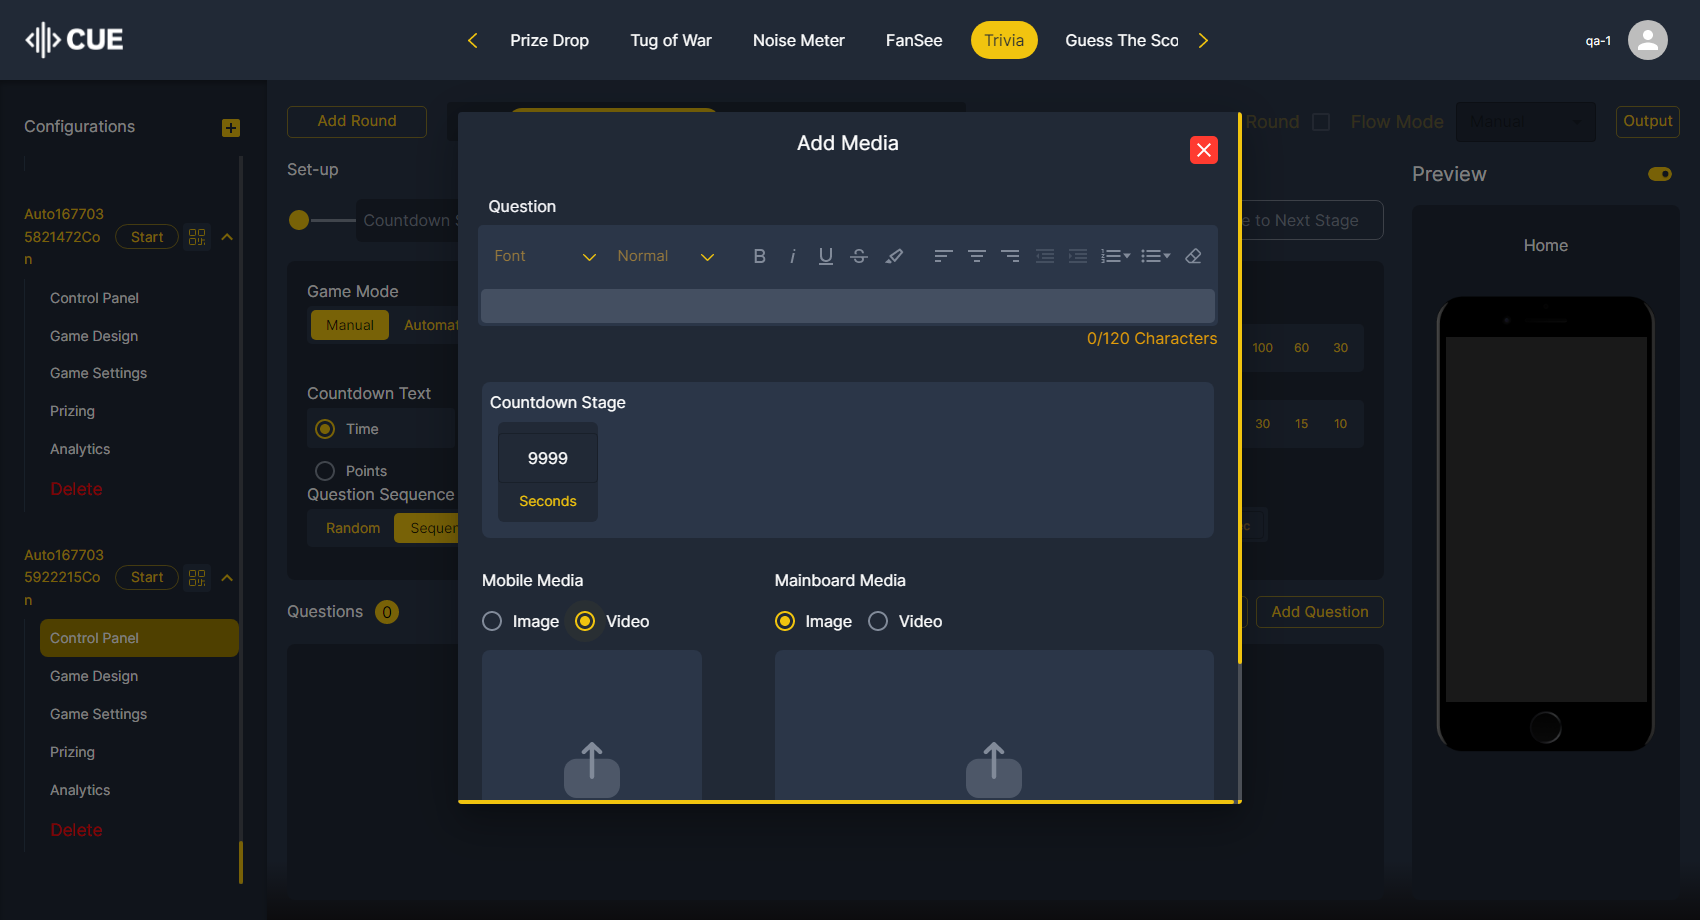 CUE
Prize Drop
Tug of War
Noise Meter
FanSee
Trivia
Guess The Sco
qa-1
Configurations
Add Round
Round
Flow Mode
Manual
Output
Set-up
Preview
Auto167703
5821472Co
n
Start
Control Panel
Game Design
Game Settings
Prizing
Analytics
Delete
Auto167703
5922215Co
n
Start
Control Panel
Game Design
Game Settings
Prizing
Analytics
Delete
Countdown
e to Next Stage
Game Mode
Manual
Automat
Countdown Text
Time
Points
Question Sequence
Random
Sequen
Questions
0
Add Media
Question
Font
Normal
B
i
U
S
0/120 Characters
Countdown Stage
9999
Seconds
Mobile Media
Image
Video
Mainboard Media
Image
Video
100
60
30
30
15
10
c
Add Question
Home